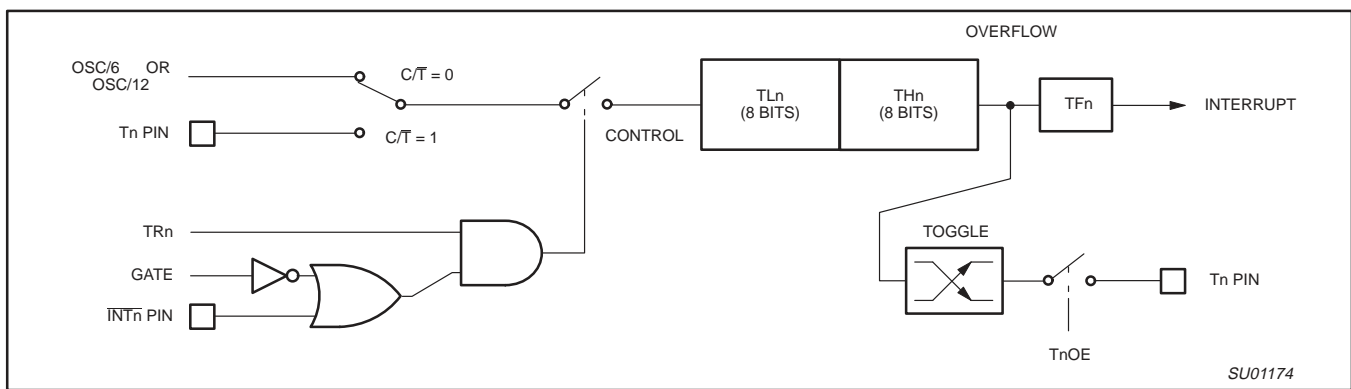 OVERFLOW
OSC/6 OR
OSC/12
C/T̅ = 0
TLn
(8 BITS)
THn
(8 BITS)
TFn
INTERRUPT
Tn PIN
C/T̅ = 1
CONTROL
TRn
TOGGLE
GATE
Tn PIN
I̅N̅T̅n̅ PIN
TnOE
SU01174